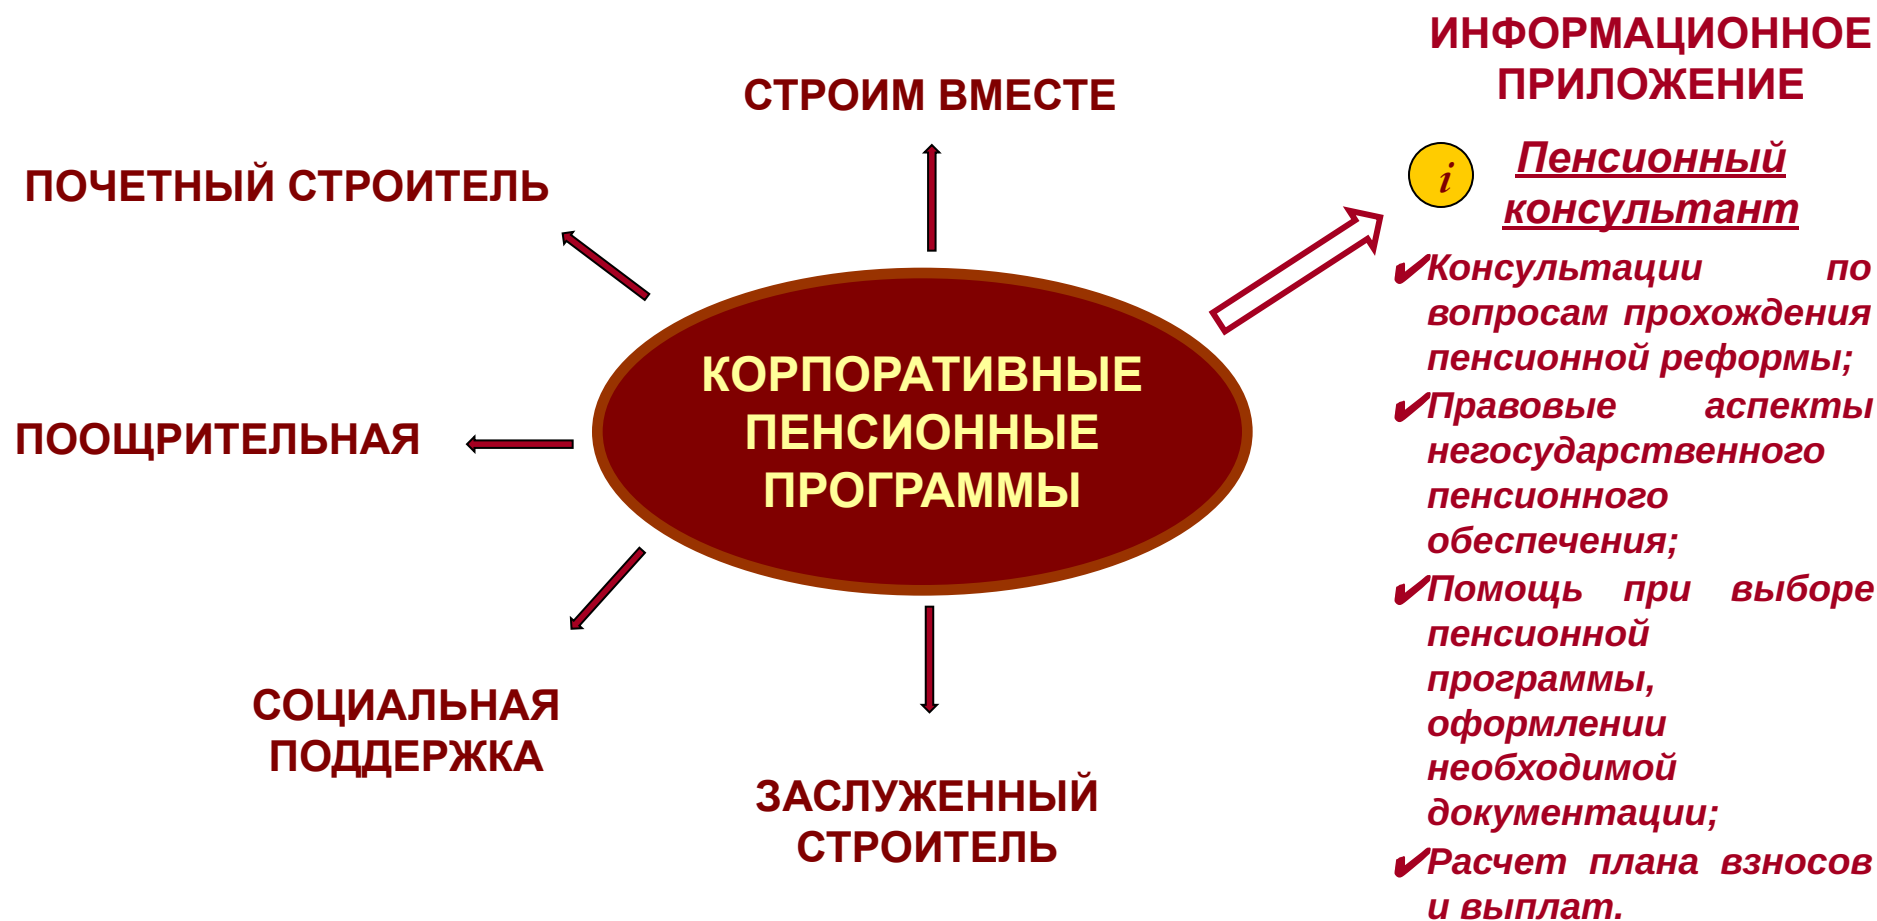 СТРОИМ ВМЕСТЕ
ПОЧЕТНЫЙ СТРОИТЕЛЬ
ПООЩРИТЕЛЬНАЯ
СОЦИАЛЬНАЯ
ПОДДЕРЖКА
ЗАСЛУЖЕННЫЙ
СТРОИТЕЛЬ
КОРПОРАТИВНЫЕ
ПЕНСИОННЫЕ
ПРОГРАММЫ
ИНФОРМАЦИОННОЕ
ПРИЛОЖЕНИЕ
i
Пенсионный
консультант
✔Консультации по
вопросам прохождения
пенсионной реформы;
✔Правовые аспекты
негосударственного
пенсионного
обеспечения;
✔Помощь при выборе
пенсионной
программы,
оформлении
необходимой
документации;
✔Расчет плана взносов
и выплат.